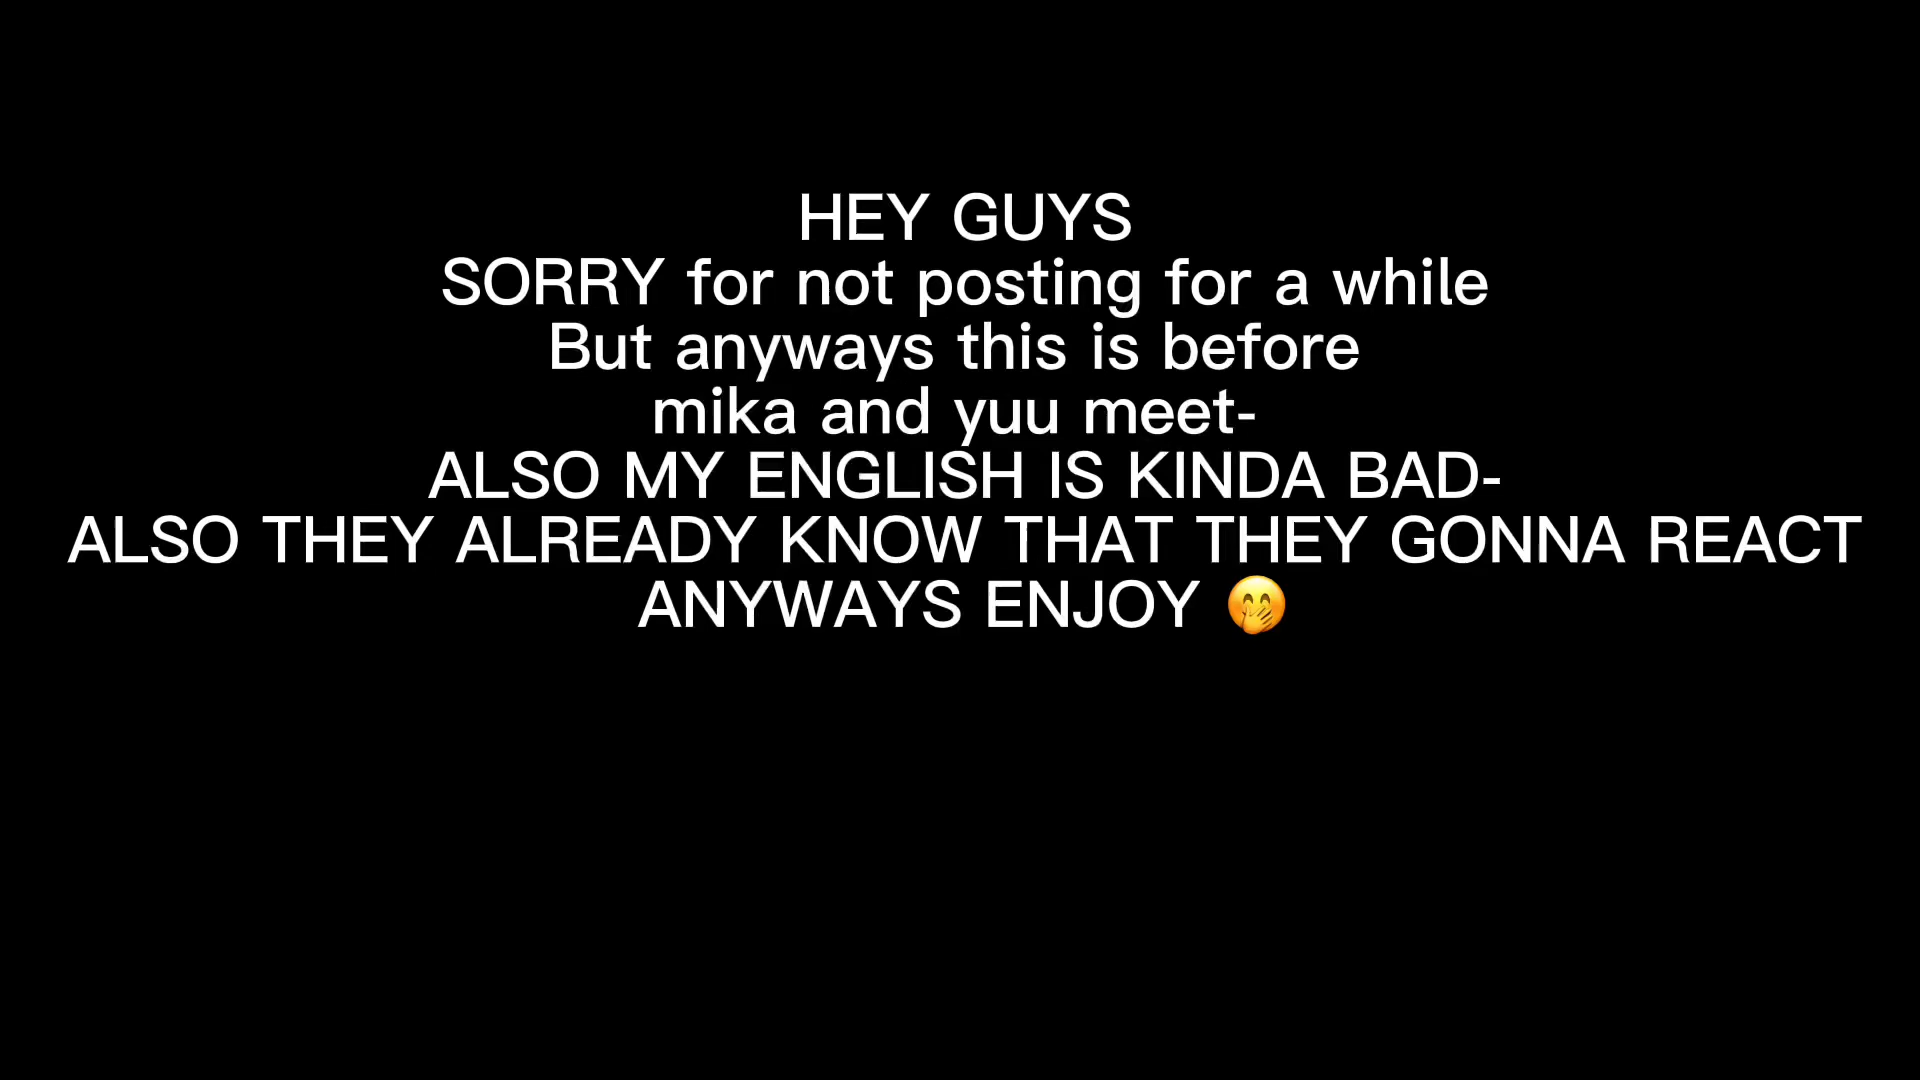 HEY GUYS
SORRY for not posting for a while
But anyways this is before
mika and yuu meet-
ALSO MY ENGLISH IS KINDA BAD-
ALSO THEY ALREADY KNOW THAT THEY GONNA REACT
ANYWAYS ENJOY 🤭